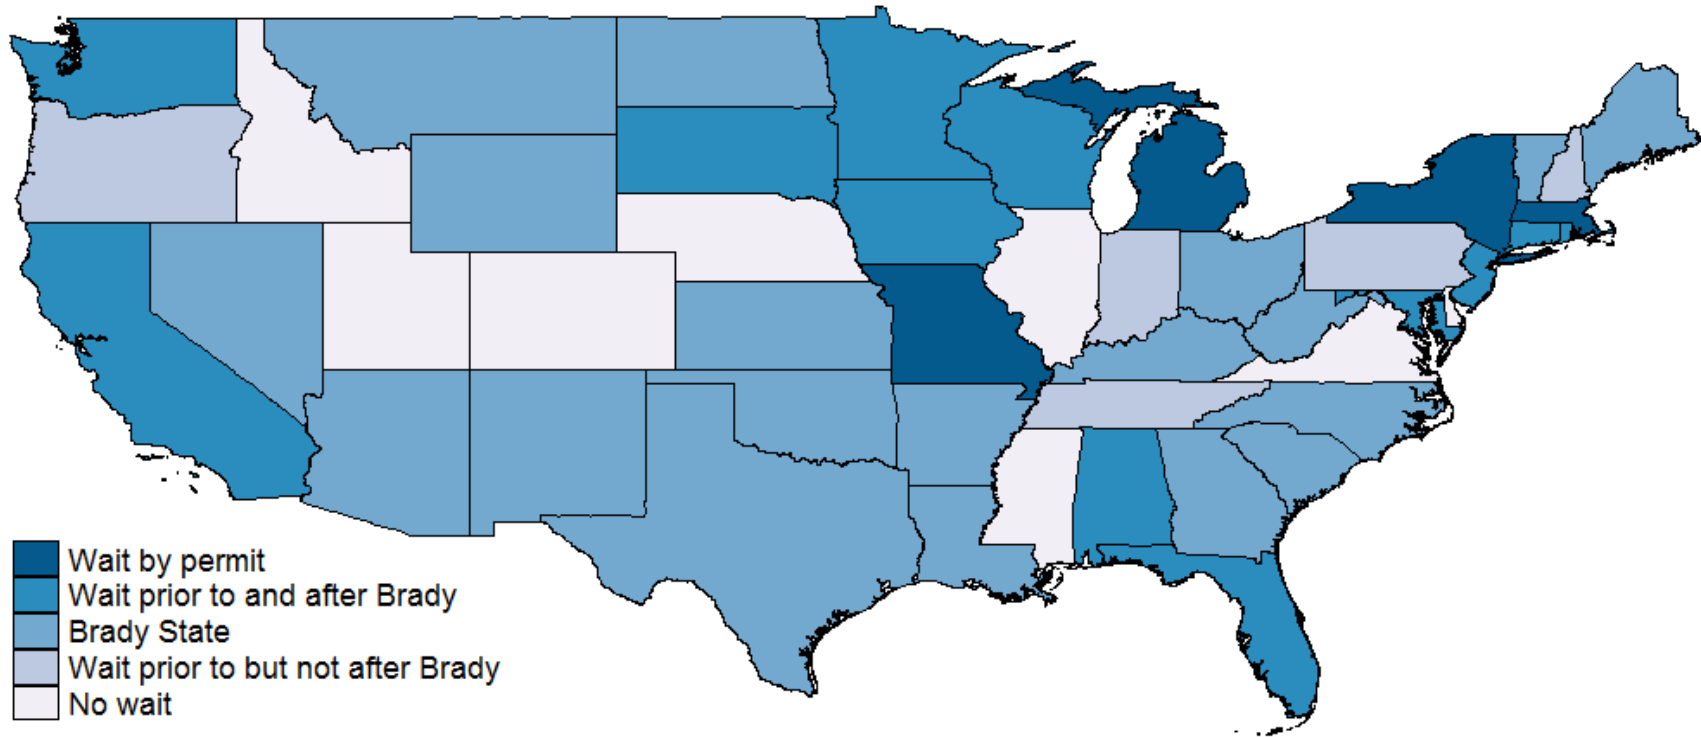 Wait by permit
Wait prior to and after Brady
Brady State
Wait prior to but not after Brady
No wait